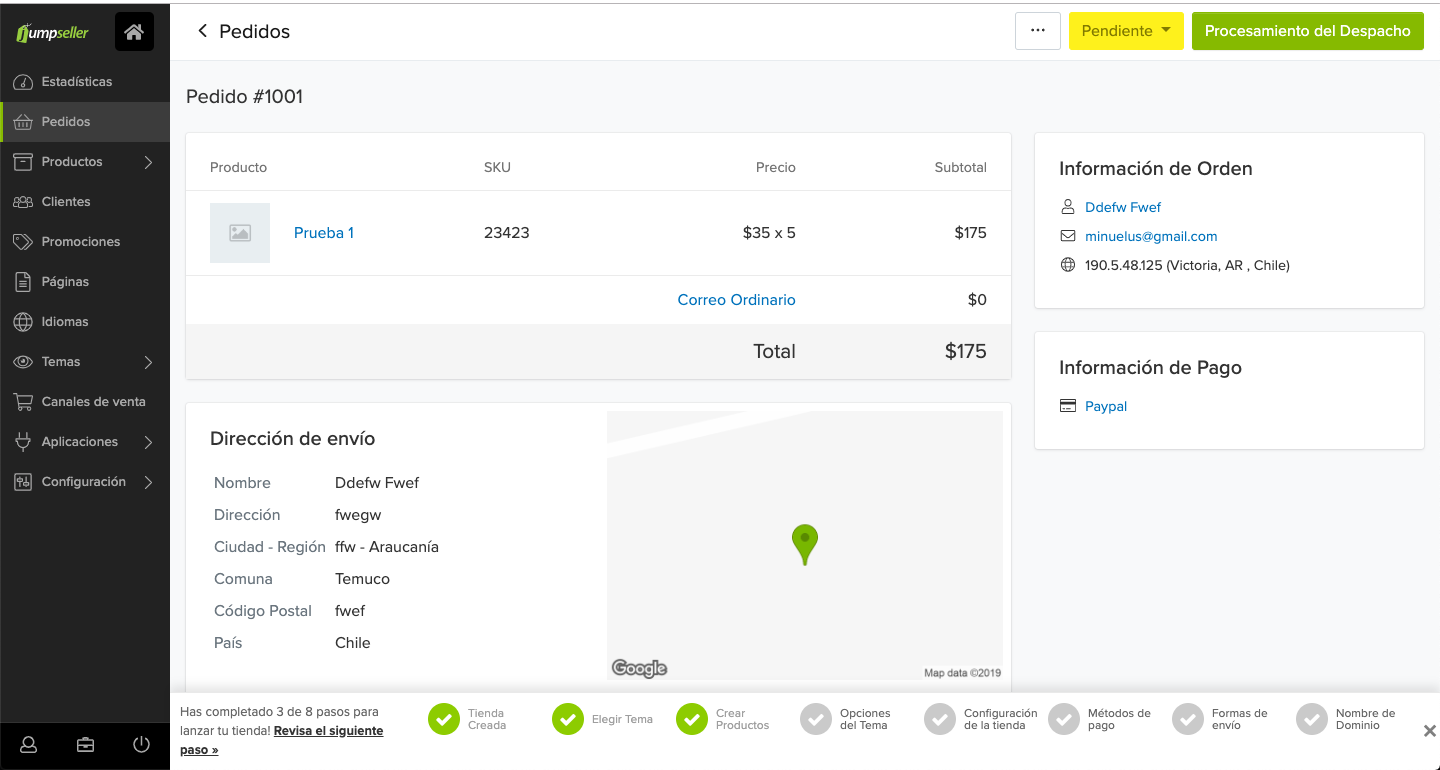 Jumpseller
Pedidos
...
Pendiente
Procesamiento del Despacho
Estadísticas
Pedidos
Productos
Clientes
Promociones
Páginas
Idiomas
Temas
Canales de venta
Aplicaciones
Configuración
Pedido #1001
Producto SKU Precio Subtotal
Prueba 1 23423 $35 x 5 $175
Correo Ordinario $0
Total $175
Información de Orden
Ddefw Fwef
minuelus@gmail.com
190.5.48.125 (Victoria, AR , Chile)
Información de Pago
Paypal
Dirección de envío
Nombre Ddefw Fwef
Dirección fwegw
Ciudad - Región ffw - Araucanía
Comuna Temuco
Código Postal fwef
País Chile
Google
Map data ©2019
Has completado 3 de 8 pasos para
lanzar tu tienda! Revisa el siguiente
paso »
Tienda
Creada
Elegir Tema
Crear
Productos
Opciones
del Tema
Configuración
de la tienda
Métodos de
pago
Formas de
envío
Nombre de
Dominio